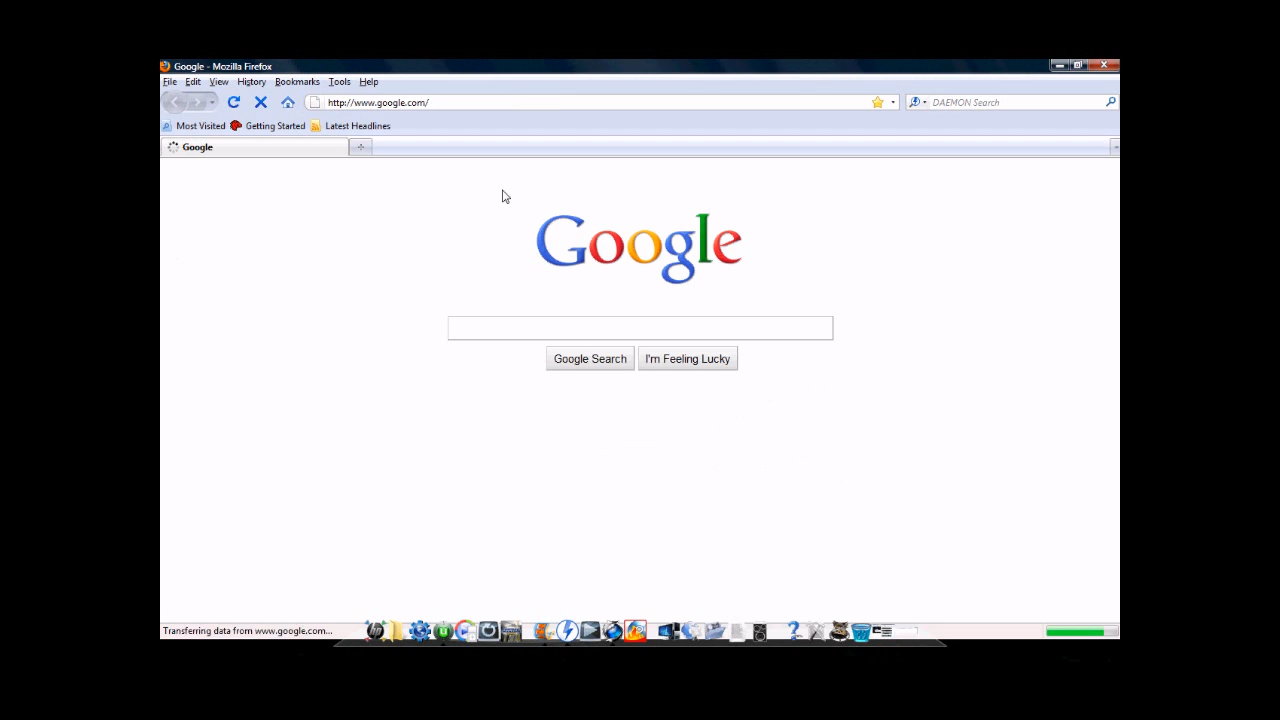 Google - Mozilla Firefox
File Edit View History Bookmarks Tools Help
http://www.google.com/ DAEMON Search
Most Visited Getting Started Latest Headlines
Google
Google
Google Search I'm Feeling Lucky
Transferring data from www.google.com...